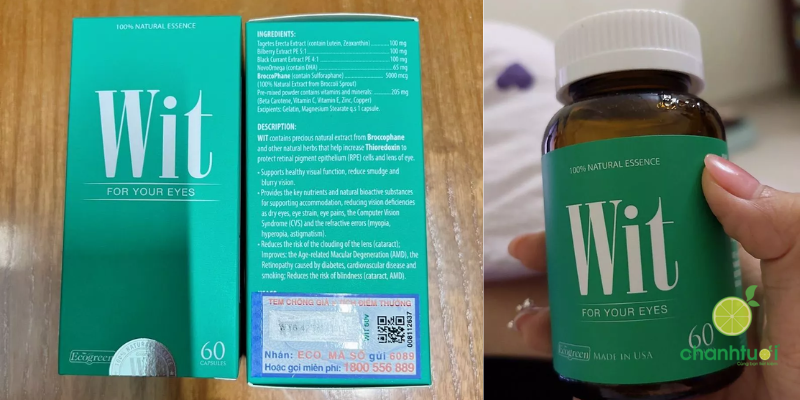 100% NATURAL ESSENCE
Wit
FOR YOUR EYES
Ecogreen
60
CAPSULES
INGREDIENTS:
Tagetes Erecta Extract (contain Lutein, Zeaxanthin) 100 mg
Bilberry Extract PE 5:1 100 mg
Black Currant Extract PE 4:1 100 mg
NovoOmega (contain DHA) 65 mg
BroccoPhane (contain Sulforaphane) 5000 mcg
(100% Natural Extract from Broccoli Sprout)
Pre-mixed powder contains vitamins and minerals 205 mg
(Beta Carotene, Vitamin C, Vitamin E, Zinc, Copper)
Excipients: Gelatin, Magnesium Stearate q.s 1 capsule.
DESCRIPTION:
WIT contains precious natural extract from Broccophane
and other natural herbs that help increase Thioredoxin to
protect retinal pigment epithelium (RPE) cells and lens of eye.
• Supports healthy visual function, reduce smudge and
blurry vision.
• Provides the key nutrients and natural bioactive substances
for supporting accommodation, reducing vision deficiencies
as dry eyes, eye strain, eye pains, the Computer Vision
Syndrome (CVS) and the refractive errors (myopia,
hyperopia, astigmatism).
• Reduces the risk of the clouding of the lens (cataract);
Improves: the Age-related Macular Degeneration (AMD), the
Retinopathy caused by diabetes, cardiovascular disease and
smoking; Reduces the risk of blindness (cataract, AMD).
TEM CHỐNG GIẢ TÍCH ĐIỂM THƯỞNG
WIT 60V
008112637
Nhắn: ECO, MÃ SỐ gửi 6089
Hoặc gọi miễn phí: 1800 556 889
100% NATURAL ESSENCE
Wit
FOR YOUR EYES
60
Ecogreen MADE IN USA
chanhtươi